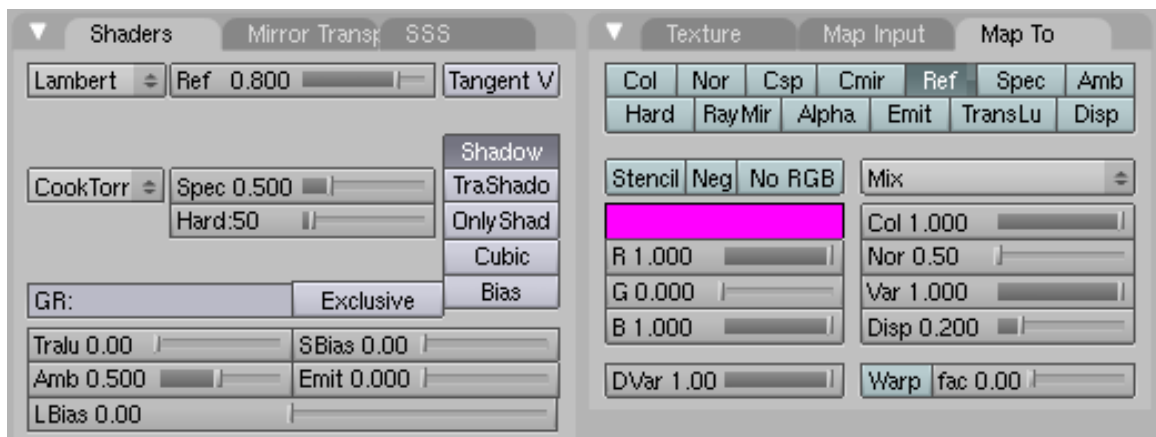 Shaders Mirror Transp SSS
Lambert Ref 0.800 Tangent V
Shadow
CookTorr Spec 0.500 TraShado
Hard:50 OnlyShad
Cubic
GR: Exclusive Bias
Tralu 0.00 SBias 0.00
Amb 0.500 Emit 0.000
LBias 0.00
Texture Map Input Map To
Col Nor Csp Cmir Ref Spec Amb
Hard RayMir Alpha Emit TransLu Disp
Stencil Neg No RGB Mix
Col 1.000
R 1.000 Nor 0.50
G 0.000 Var 1.000
B 1.000 Disp 0.200
DVar 1.00 Warp fac 0.00